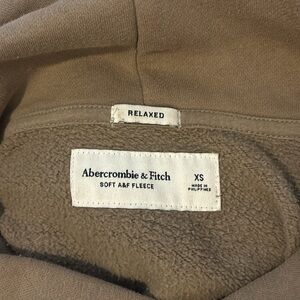 RELAXED
Abercrombie & Fitch
SOFT A&F FLEECE
XS
MADE IN
PHILIPPINES